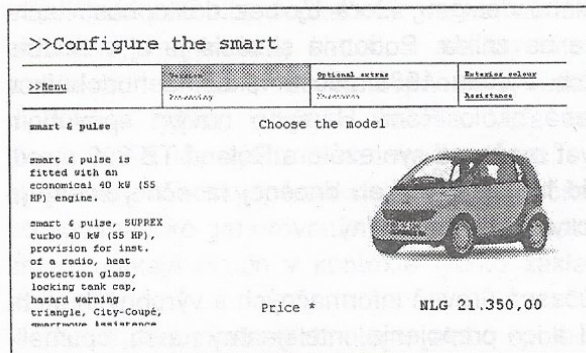 >>Configure the smart
Optional extras
Exterior colour
>>Menu
Assistance
smart & pulse
Choose the model
smart & pulse is
fitted with an
economical 40 kW (55
HP) engine.
smart & pulse, SUPREX
turbo 40 kW (55 HP),
provision for inst.
of a radio, heat
protection glass,
locking tank cap,
hazard warning
triangle, City-Coupé,
Price =
NLG 21.350,00